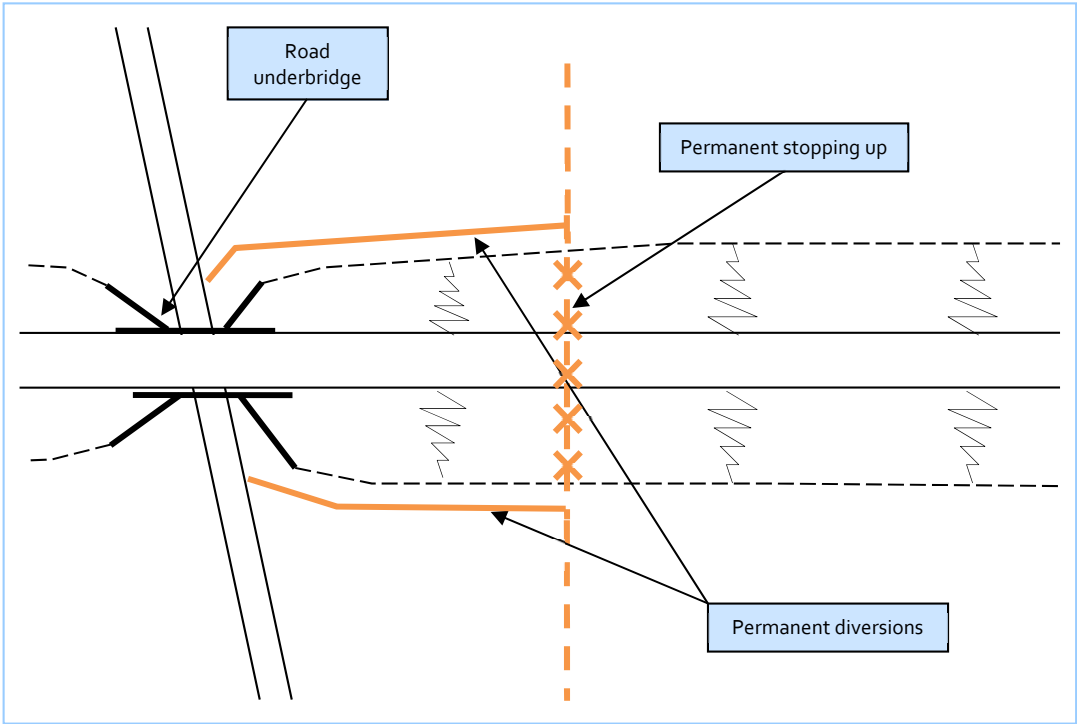 Road
underbridge
Permanent stopping up
Permanent diversions